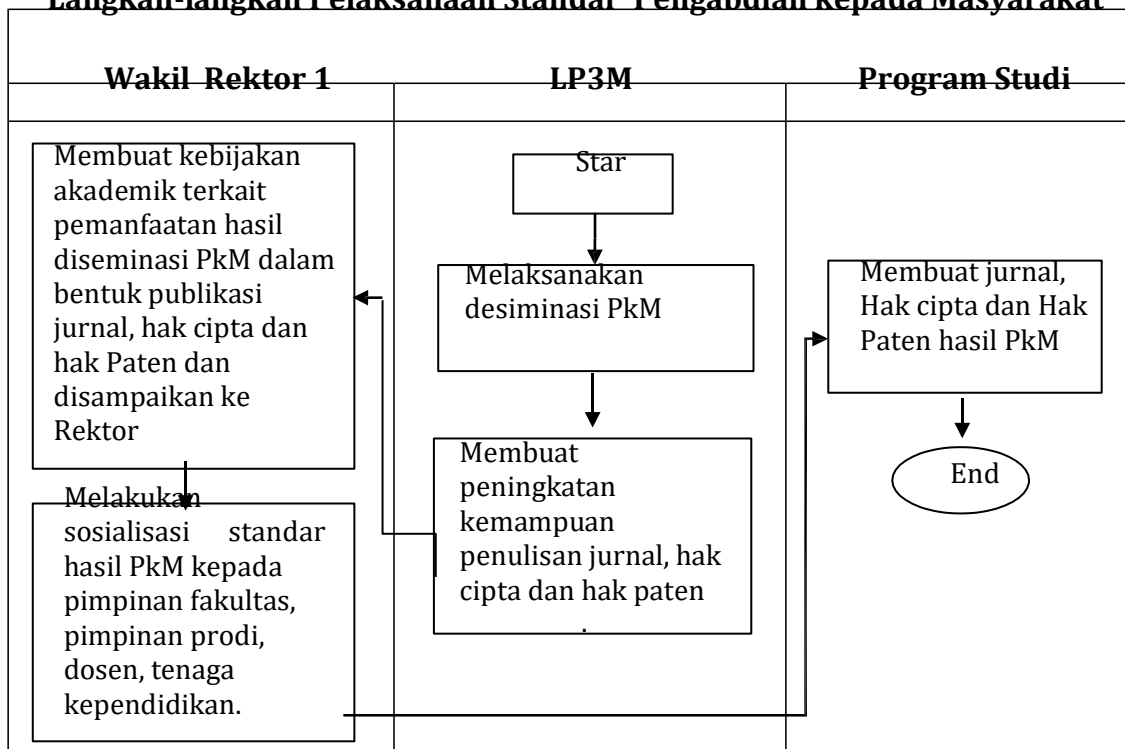 Langkah-langkah Pelaksanaan Standar Pengabdian Kepada Masyarakat
Wakil Rektor 1
LP3M
Program Studi
Membuat kebijakan
akademik terkait
pemanfaatan hasil
diseminasi PkM dalam
bentuk publikasi
jurnal, hak cipta dan
hak Paten dan
disampaikan ke
Rektor
Melakukan
sosialisasi standar
hasil PkM kepada
pimpinan fakultas,
pimpinan prodi,
dosen, tenaga
kependidikan.
Star
Melaksanakan
desiminasi PkM
Membuat
peningkatan
kemampuan
penulisan jurnal, hak
cipta dan hak paten
.
Membuat jurnal,
Hak cipta dan Hak
Paten hasil PkM
End